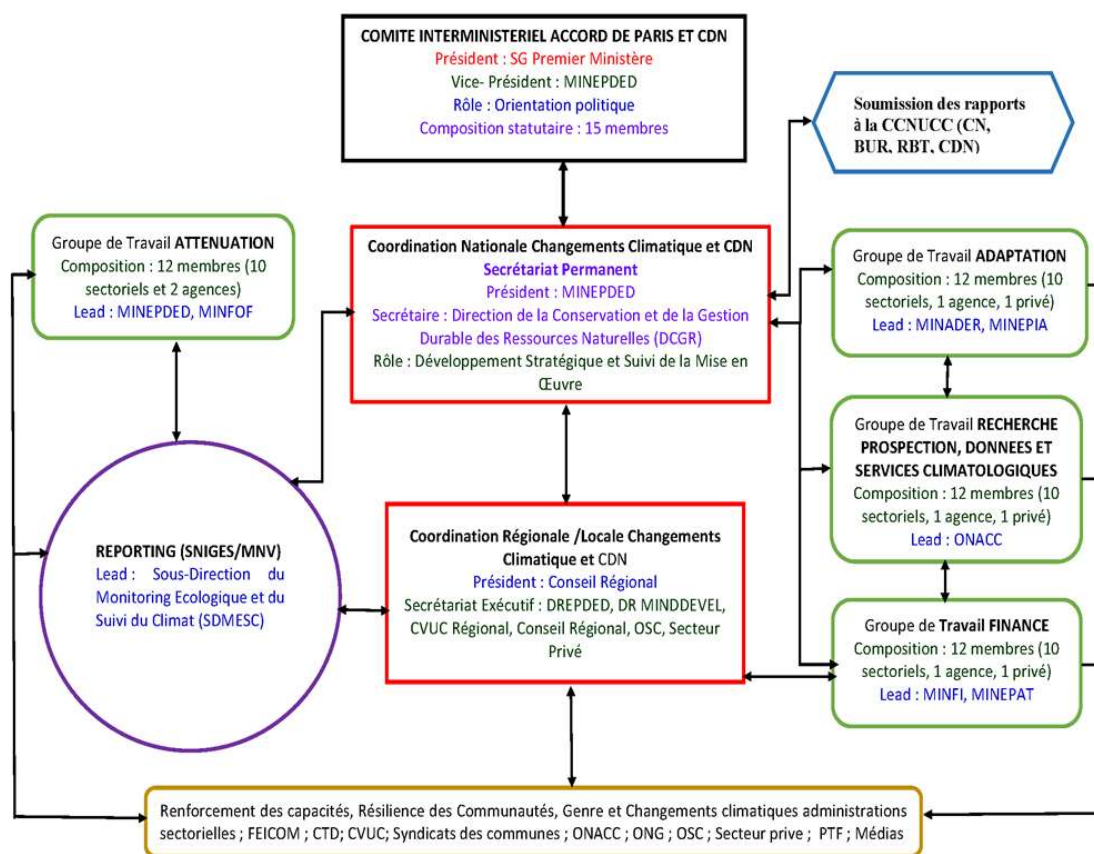 COMITE INTERMINISTERIEL ACCORD DE PARIS ET CDN
Président : SG Premier Ministère
Vice- Président : MINEPDED
Rôle : Orientation politique
Composition statutaire : 15 membres
Soumission des rapports
à la CCNUCC (CN,
BUR, RBT, CDN)
Groupe de Travail ATTENUATION
Composition : 12 membres (10
sectoriels et 2 agences)
Lead : MINEPDED, MINFOF
Coordination Nationale Changements Climatique et CDN
Secrétariat Permanent
Président : MINEPDED
Secrétaire : Direction de la Conservation et de la Gestion
Durable des Ressources Naturelles (DCGR)
Rôle : Développement Stratégique et Suivi de la Mise en
Œuvre
Groupe de Travail ADAPTATION
Composition : 12 membres (10
sectoriels, 1 agence, 1 privé)
Lead : MINADER, MINEPIA
Groupe de Travail RECHERCHE
PROSPECTION, DONNEES ET
SERVICES CLIMATOLOGIQUES
Composition : 12 membres (10
sectoriels, 1 agence, 1 privé)
Lead : ONACC
REPORTING (SNIGES/MNV)
Lead : Sous-Direction du
Monitoring Ecologique et du
Suivi du Climat (SDMESC)
Coordination Régionale /Locale Changements
Climatique et CDN
Président : Conseil Régional
Secrétariat Exécutif : DREPDED, DR MINDDEVEL,
CVUC Régional, Conseil Régional, OSC, Secteur
Privé
Groupe de Travail FINANCE
Composition : 12 membres (10
sectoriels, 1 agence, 1 privé)
Lead : MINFI, MINEPAT
Renforcement des capacités, Résilience des Communautés, Genre et Changements climatiques administrations
sectorielles ; FEICOM ; CTD; CVUC; Syndicats des communes ; ONACC ; ONG ; OSC ; Secteur prive ; PTF ; Médias